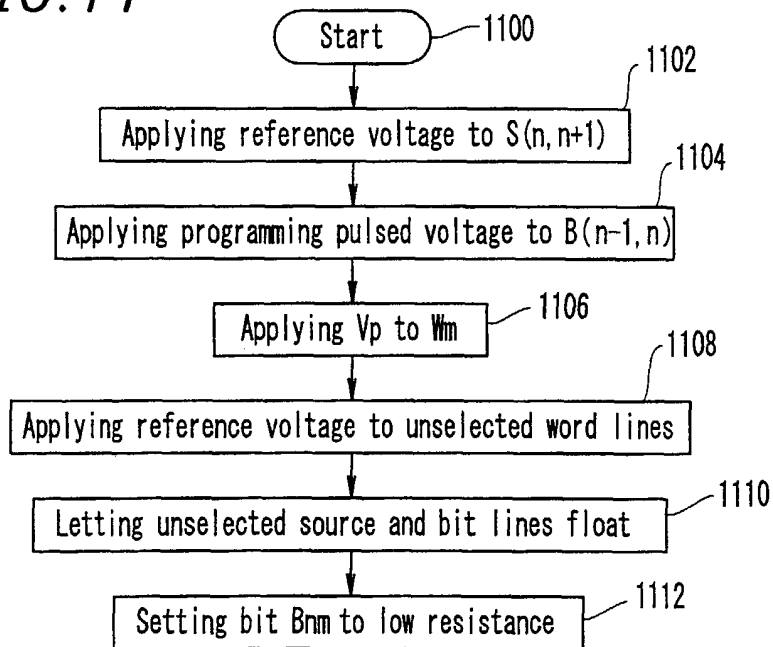 Start
1100
1102
Applying reference voltage to S(n,n+1)
1104
Applying programming pulsed voltage to B(n-1,n)
1106
Applying Vp to Wm
1108
Applying reference voltage to unselected word lines
1110
Letting unselected source and bit lines float
1112
Setting bit Bnm to low resistance